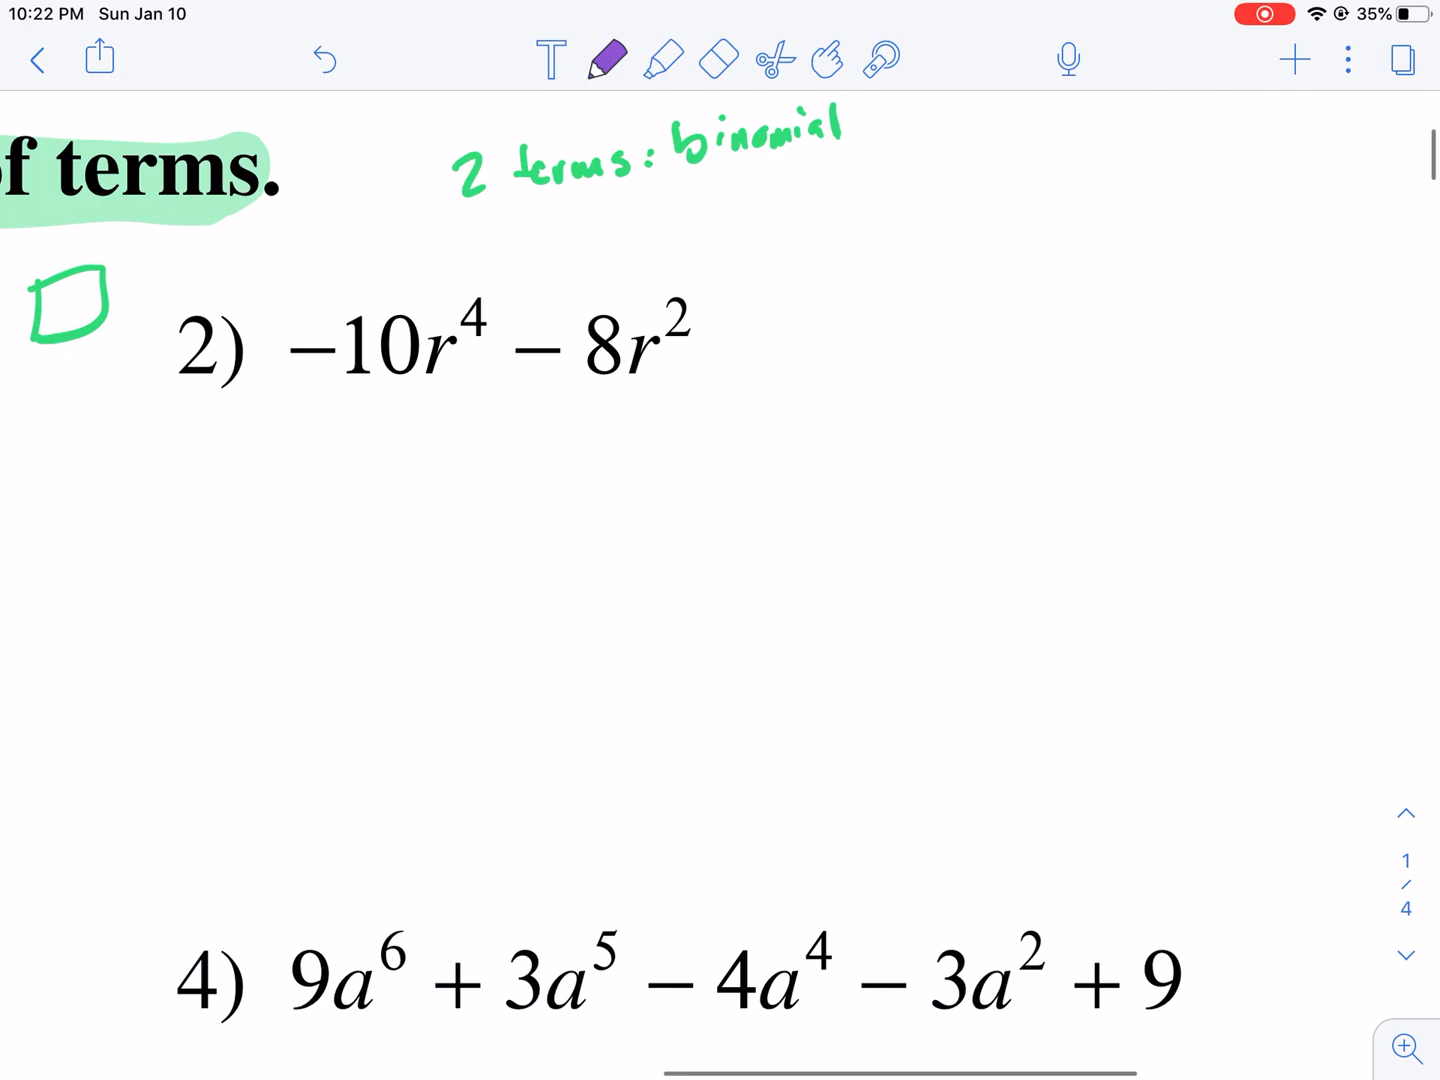 10:22 PM Sun Jan 10 35%
T
of terms.
2 terms: binomial
2) −10r⁴ − 8r²
1
/
4
4) 9a⁶ + 3a⁵ − 4a⁴ − 3a² + 9